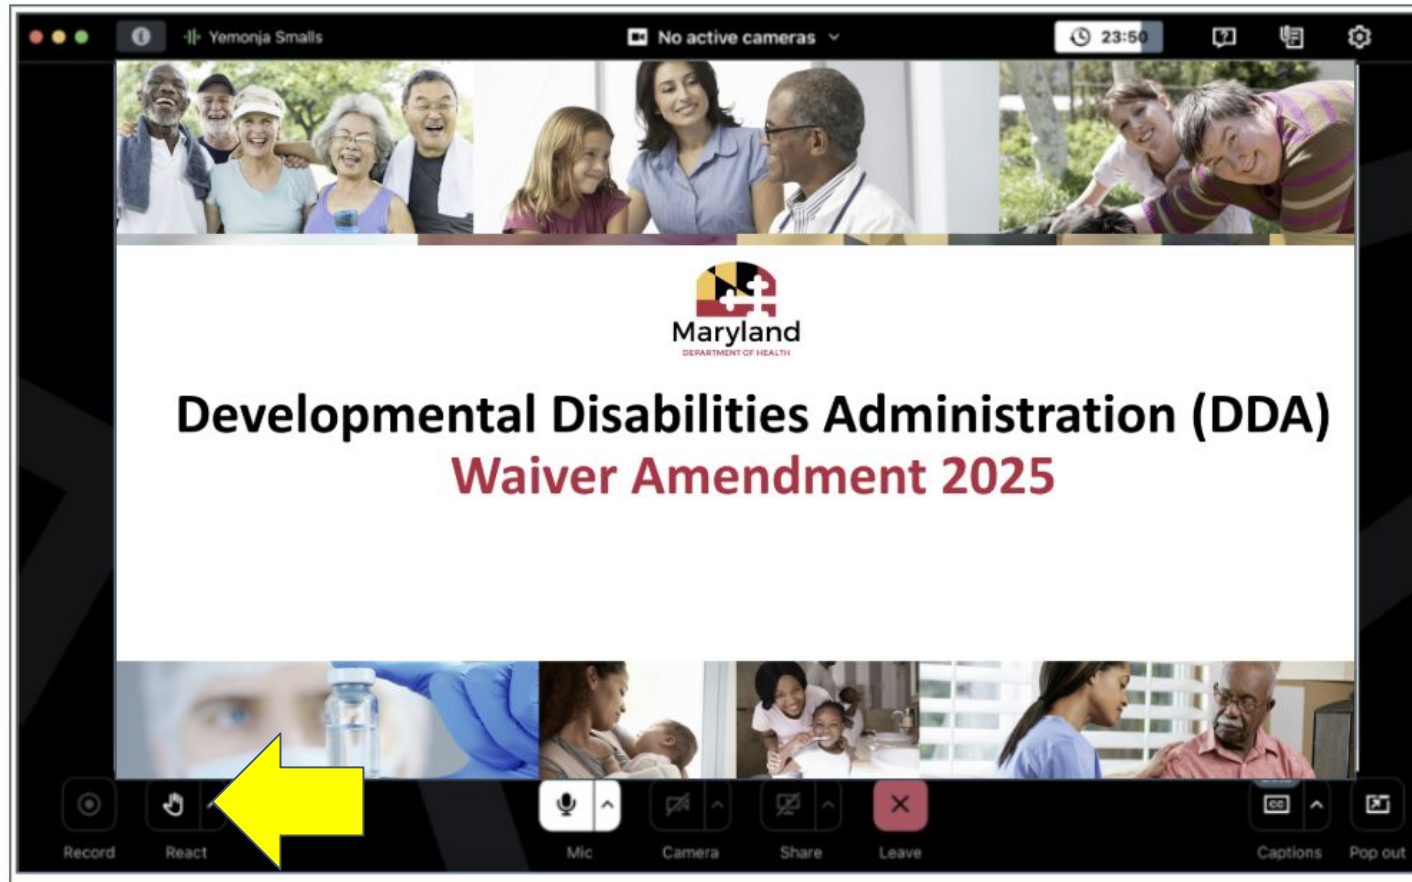 Yemonja Smalls
No active cameras
23:50
Maryland
DEPARTMENT OF HEALTH
Developmental Disabilities Administration (DDA)
Waiver Amendment 2025
Record
React
Mic
Camera
Share
Leave
CC
Captions
Pop out